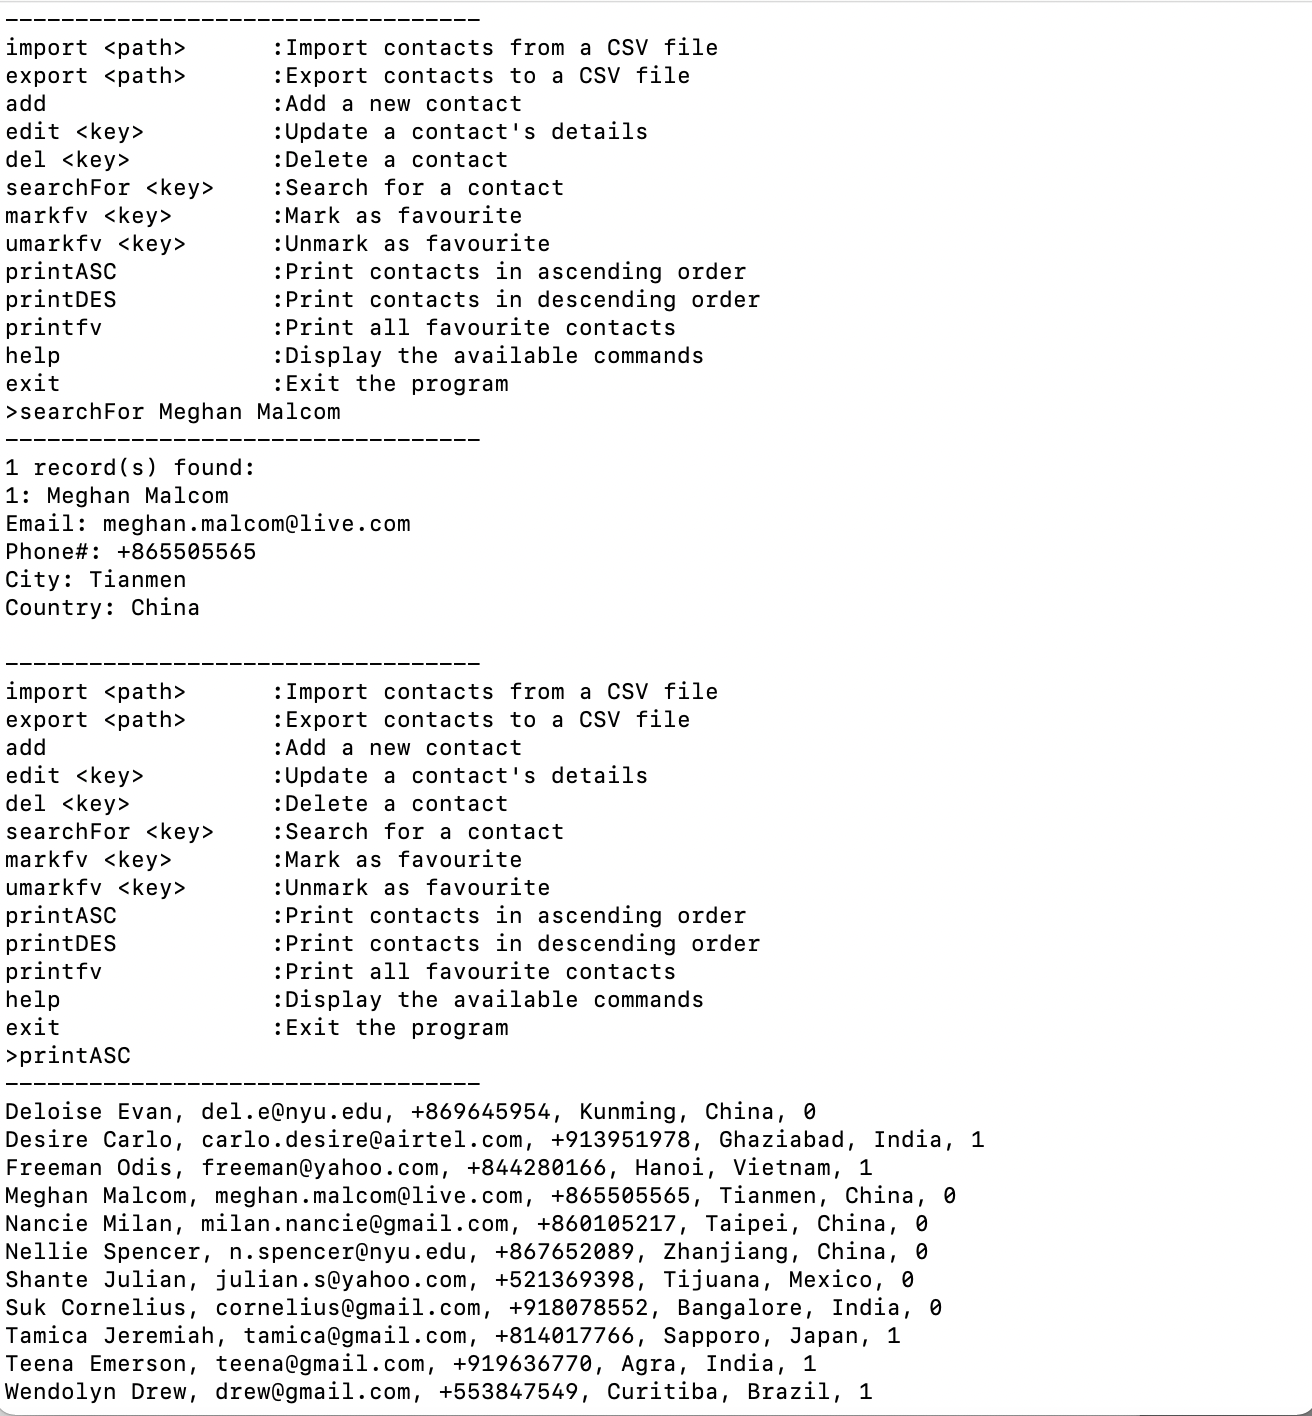 ----------------------------------
import <path>      :Import contacts from a CSV file
export <path>      :Export contacts to a CSV file
add                :Add a new contact
edit <key>         :Update a contact's details
del <key>          :Delete a contact
searchFor <key>    :Search for a contact
markfv <key>       :Mark as favourite
umarkfv <key>      :Unmark as favourite
printASC           :Print contacts in ascending order
printDES           :Print contacts in descending order
printfv            :Print all favourite contacts
help               :Display the available commands
exit               :Exit the program
>searchFor Meghan Malcom
----------------------------------
1 record(s) found:
1: Meghan Malcom
Email: meghan.malcom@live.com
Phone#: +865505565
City: Tianmen
Country: China

----------------------------------
import <path>      :Import contacts from a CSV file
export <path>      :Export contacts to a CSV file
add                :Add a new contact
edit <key>         :Update a contact's details
del <key>          :Delete a contact
searchFor <key>    :Search for a contact
markfv <key>       :Mark as favourite
umarkfv <key>      :Unmark as favourite
printASC           :Print contacts in ascending order
printDES           :Print contacts in descending order
printfv            :Print all favourite contacts
help               :Display the available commands
exit               :Exit the program
>printASC
----------------------------------
Deloise Evan, del.e@nyu.edu, +869645954, Kunming, China, 0
Desire Carlo, carlo.desire@airtel.com, +913951978, Ghaziabad, India, 1
Freeman Odis, freeman@yahoo.com, +844280166, Hanoi, Vietnam, 1
Meghan Malcom, meghan.malcom@live.com, +865505565, Tianmen, China, 0
Nancie Milan, milan.nancie@gmail.com, +860105217, Taipei, China, 0
Nellie Spencer, n.spencer@nyu.edu, +867652089, Zhanjiang, China, 0
Shante Julian, julian.s@yahoo.com, +521369398, Tijuana, Mexico, 0
Suk Cornelius, cornelius@gmail.com, +918078552, Bangalore, India, 0
Tamica Jeremiah, tamica@gmail.com, +814017766, Sapporo, Japan, 1
Teena Emerson, teena@gmail.com, +919636770, Agra, India, 1
Wendolyn Drew, drew@gmail.com, +553847549, Curitiba, Brazil, 1